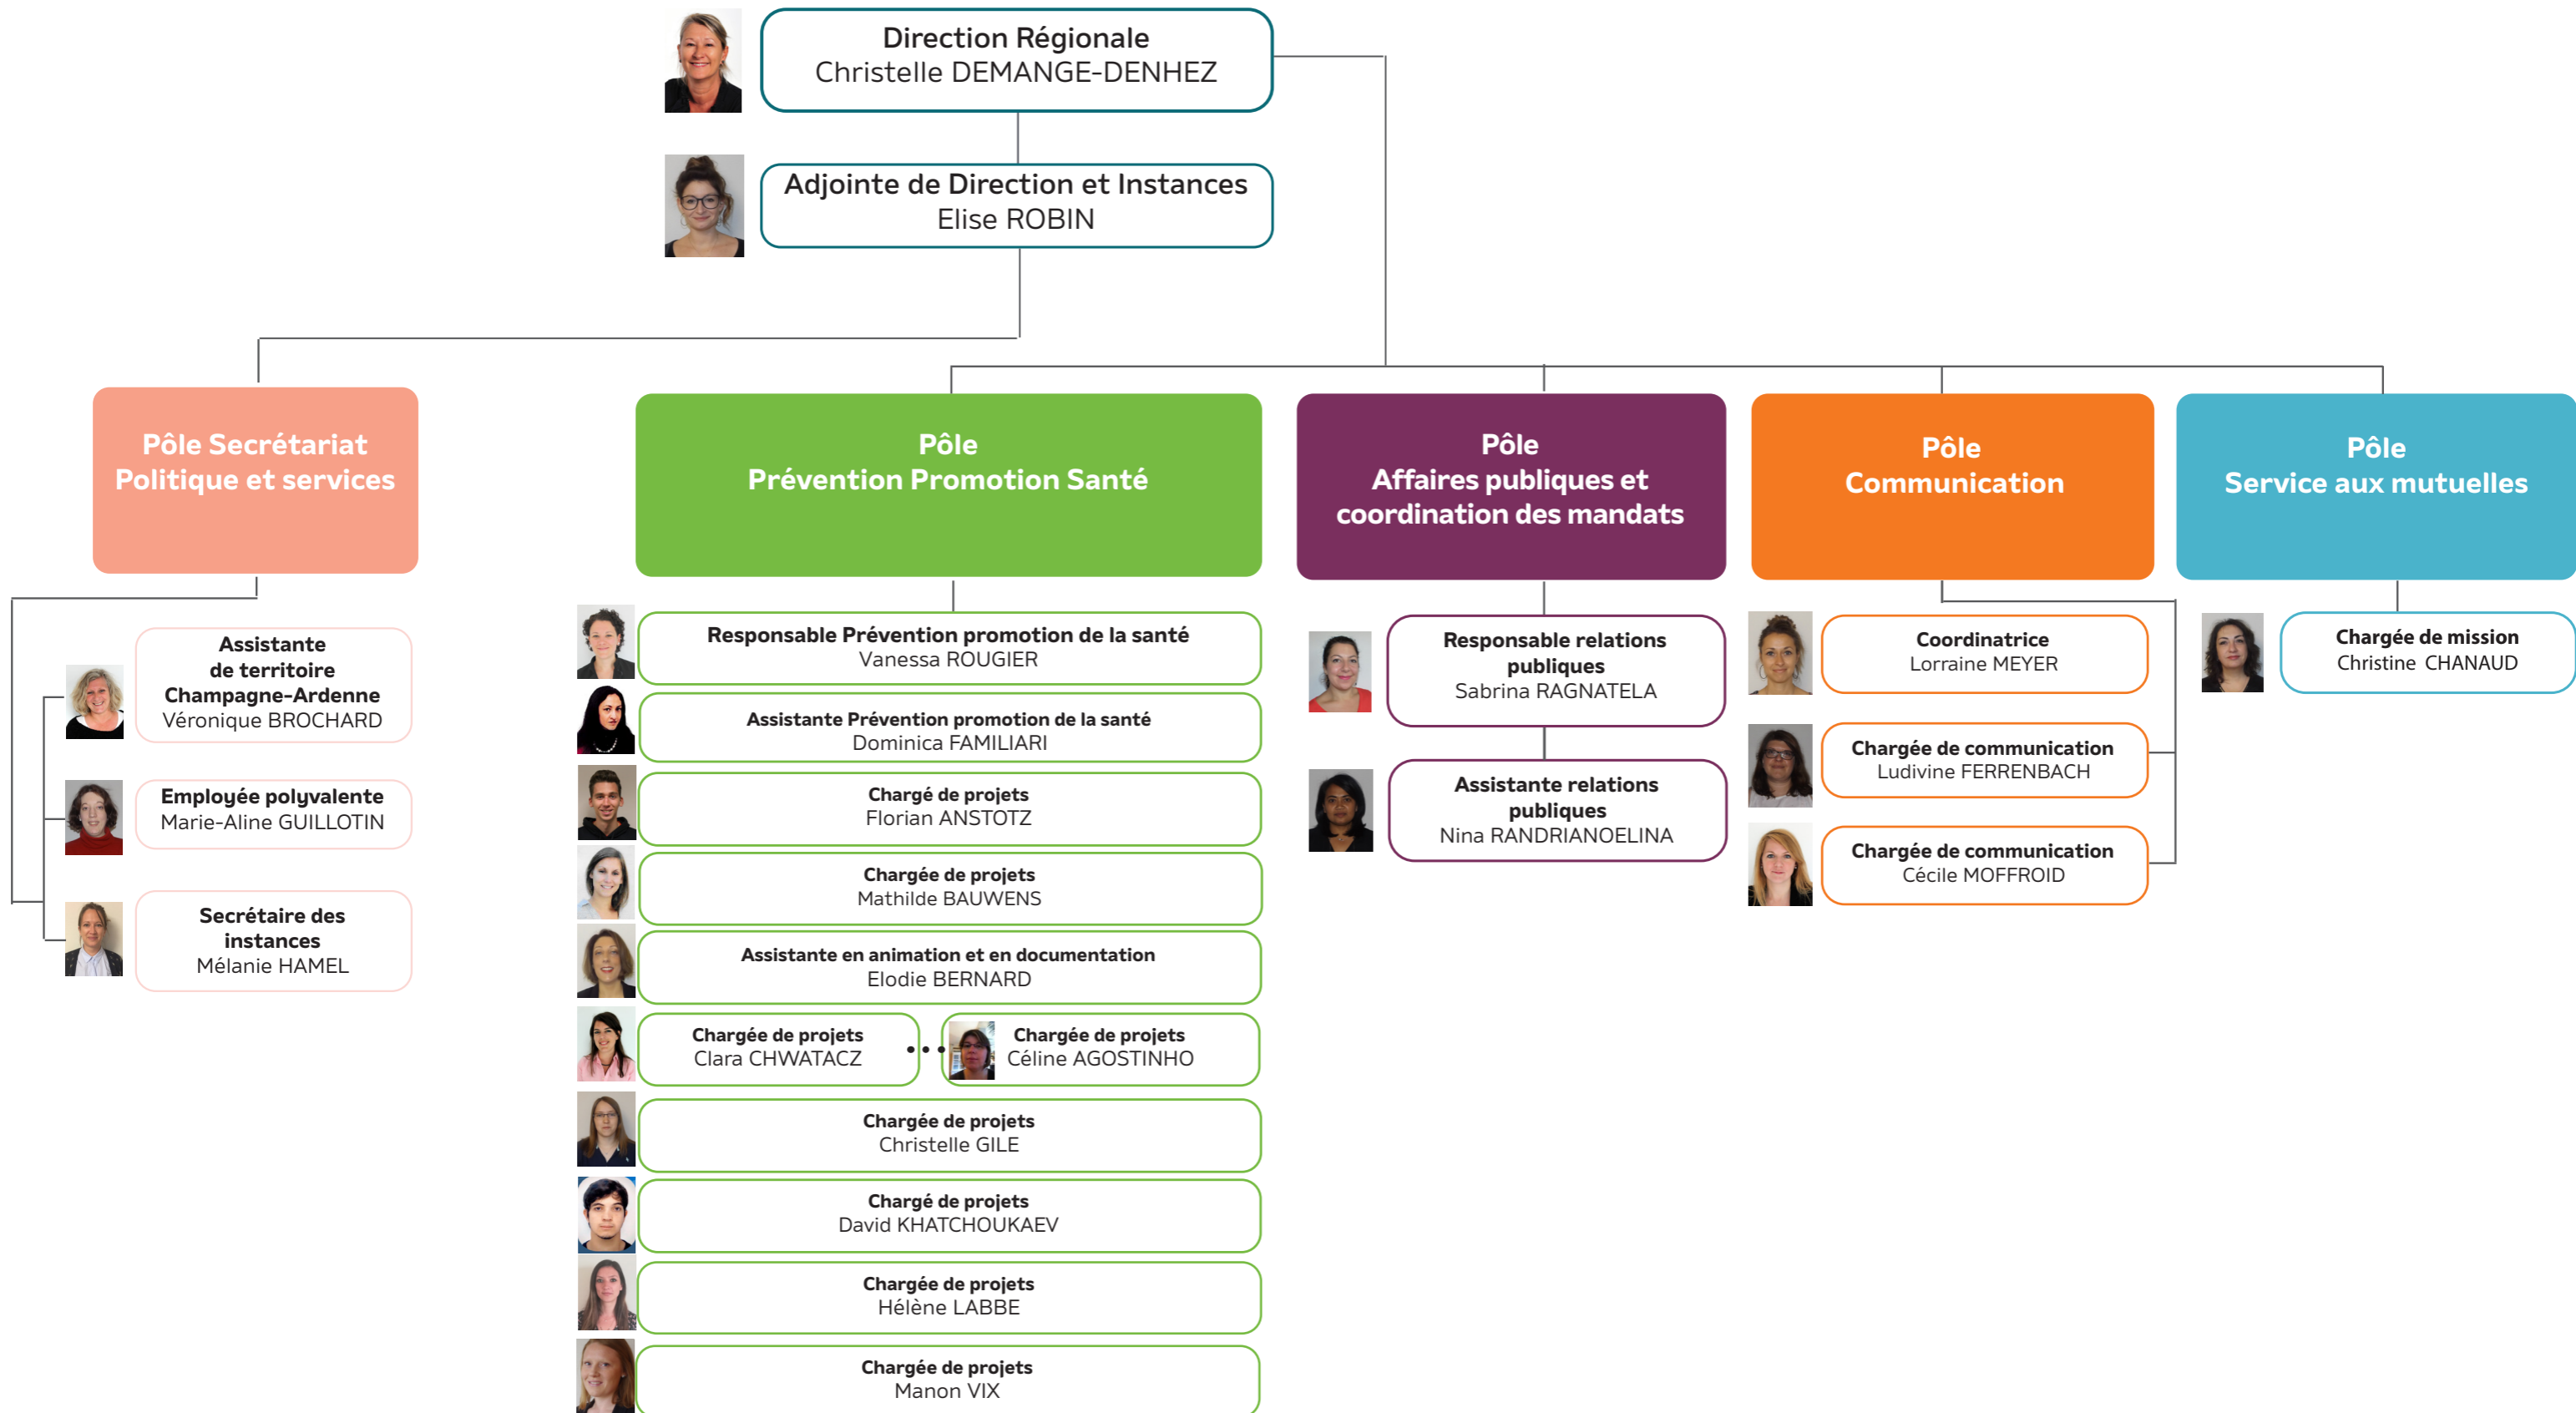 Direction Régionale
Christelle DEMANGE-DENHEZ
Adjointe de Direction et Instances
Elise ROBIN
Pôle Secrétariat
Politique et services
Assistante
de territoire
Champagne-Ardenne
Véronique BROCHARD
Employée polyvalente
Marie-Aline GUILLOTIN
Secrétaire des
instances
Mélanie HAMEL
Pôle
Prévention Promotion Santé
Responsable Prévention promotion de la santé
Vanessa ROUGIER
Assistante Prévention promotion de la santé
Dominica FAMILIARI
Chargé de projets
Florian ANSTOTZ
Chargée de projets
Mathilde BAUWENS
Assistante en animation et en documentation
Elodie BERNARD
Chargée de projets
Clara CHWATACZ
Chargée de projets
Céline AGOSTINHO
Chargée de projets
Christelle GILE
Chargé de projets
David KHATCHOUKAEV
Chargée de projets
Hélène LABBE
Chargée de projets
Manon VIX
Pôle
Affaires publiques et
coordination des mandats
Responsable relations
publiques
Sabrina RAGNATELA
Assistante relations
publiques
Nina RANDRIANOELINA
Pôle
Communication
Coordinatrice
Lorraine MEYER
Chargée de communication
Ludivine FERRENBACH
Chargée de communication
Cécile MOFFROID
Pôle
Service aux mutuelles
Chargée de mission
Christine CHANAUD